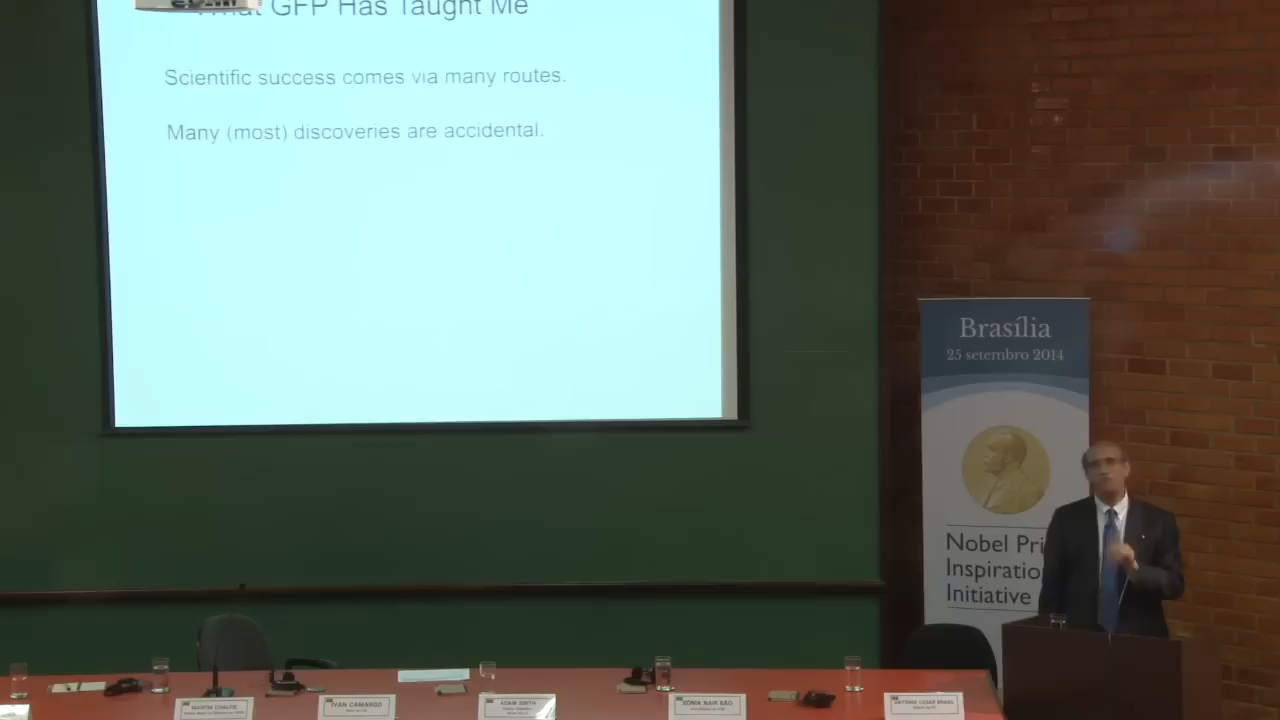 What GFP Has Taught Me
Scientific success comes via many routes.
Many (most) discoveries are accidental.
Brasília
25 setembro 2014
Nobel Pri
Inspiratio
Initiative
MARTIN CHALFIE
IVAN CAMARGO
ADAM SMITH
SÔNIA NAIR BÁO
ANTONIO CESAR BRASIL